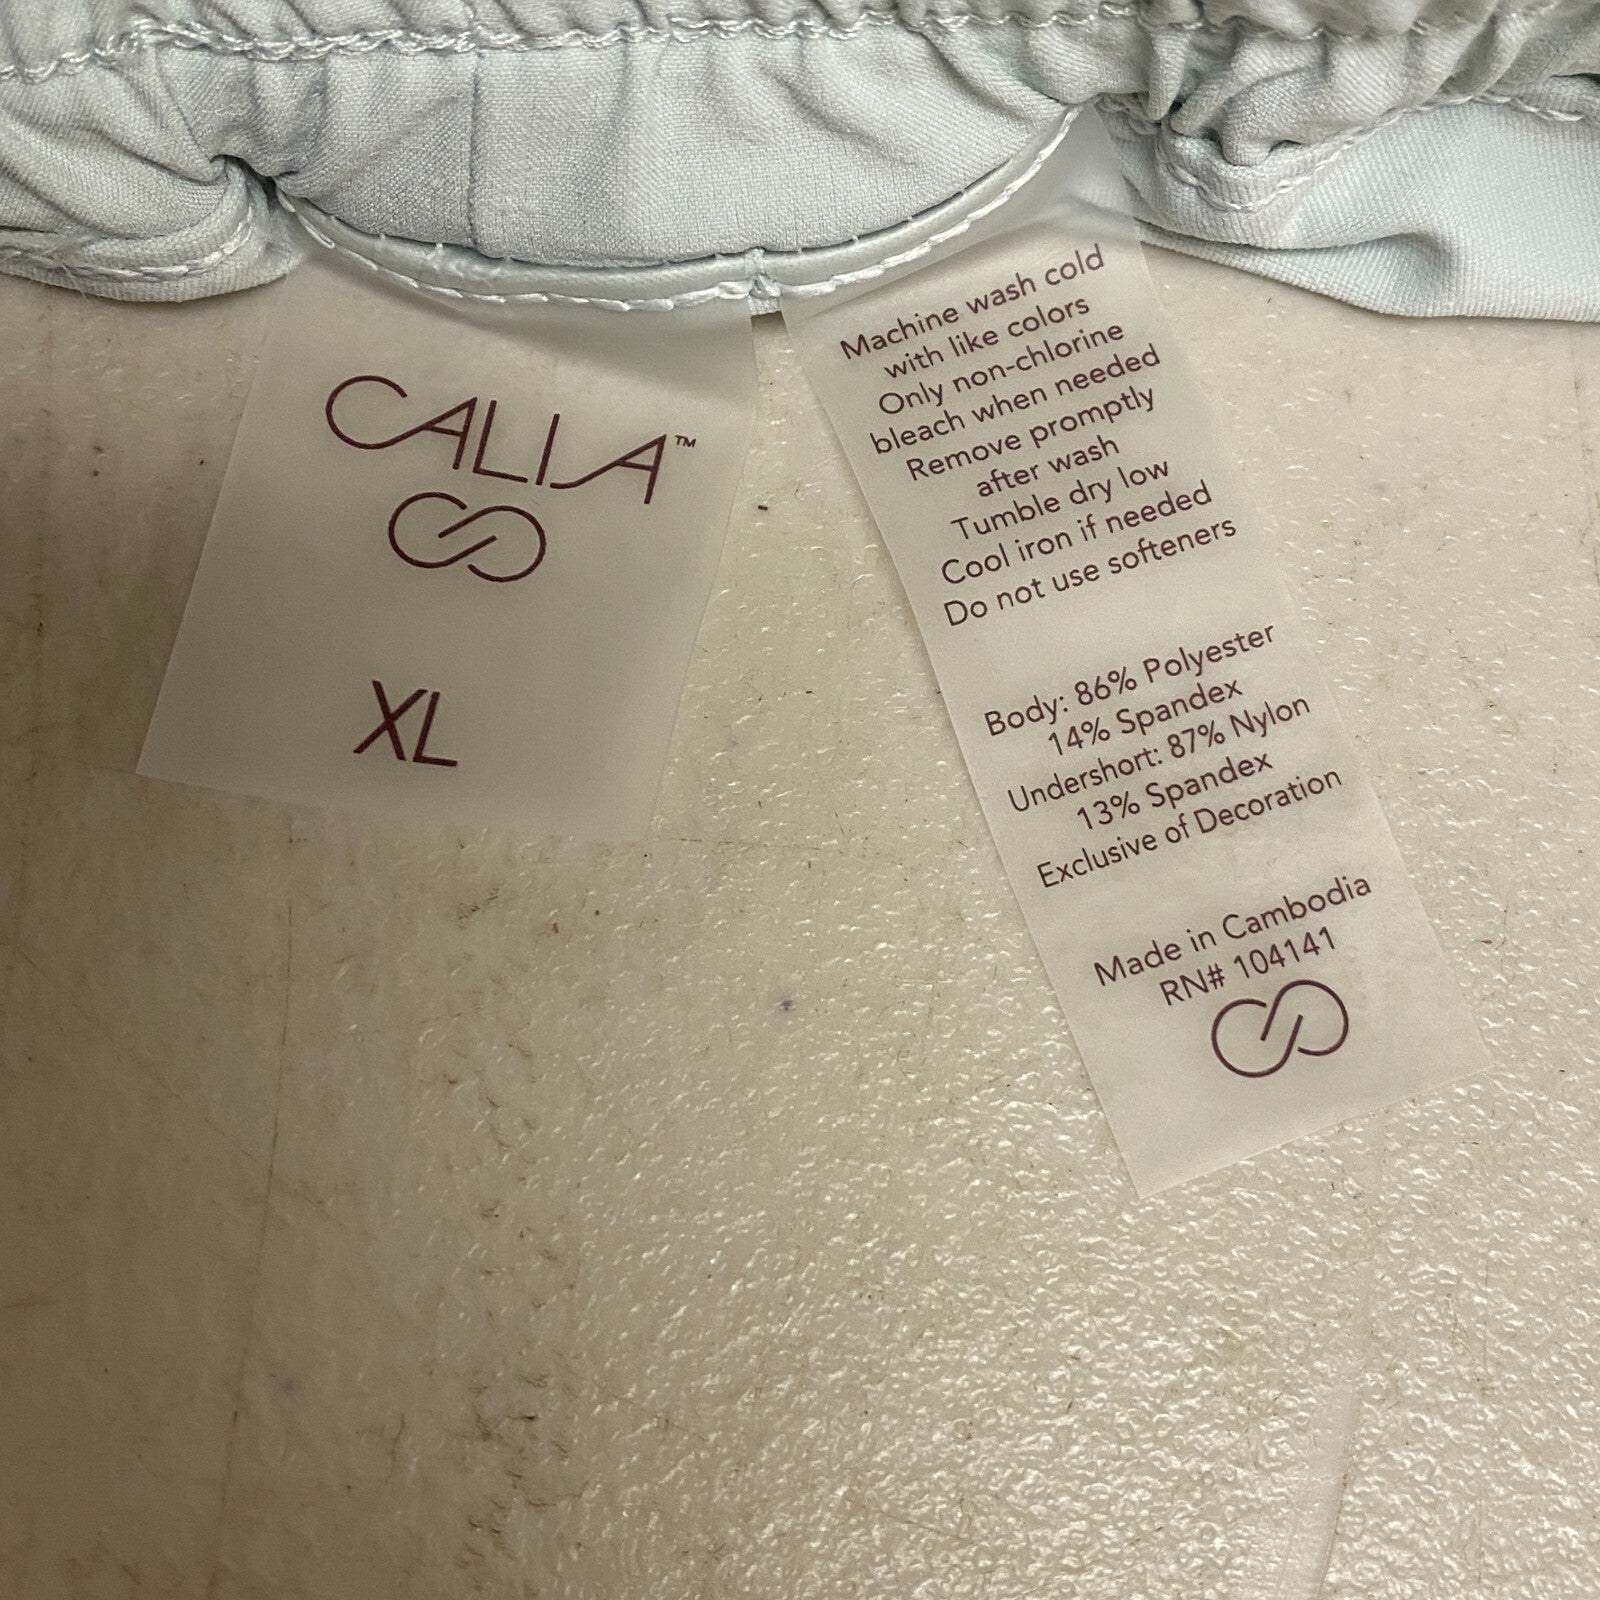 CALIA™
XL
Machine wash cold
with like colors
Only non-chlorine
bleach when needed
Remove promptly
after wash
Tumble dry low
Cool iron if needed
Do not use softeners
Body: 86% Polyester
14% Spandex
Undershort: 87% Nylon
13% Spandex
Exclusive of Decoration
Made in Cambodia
RN# 104141